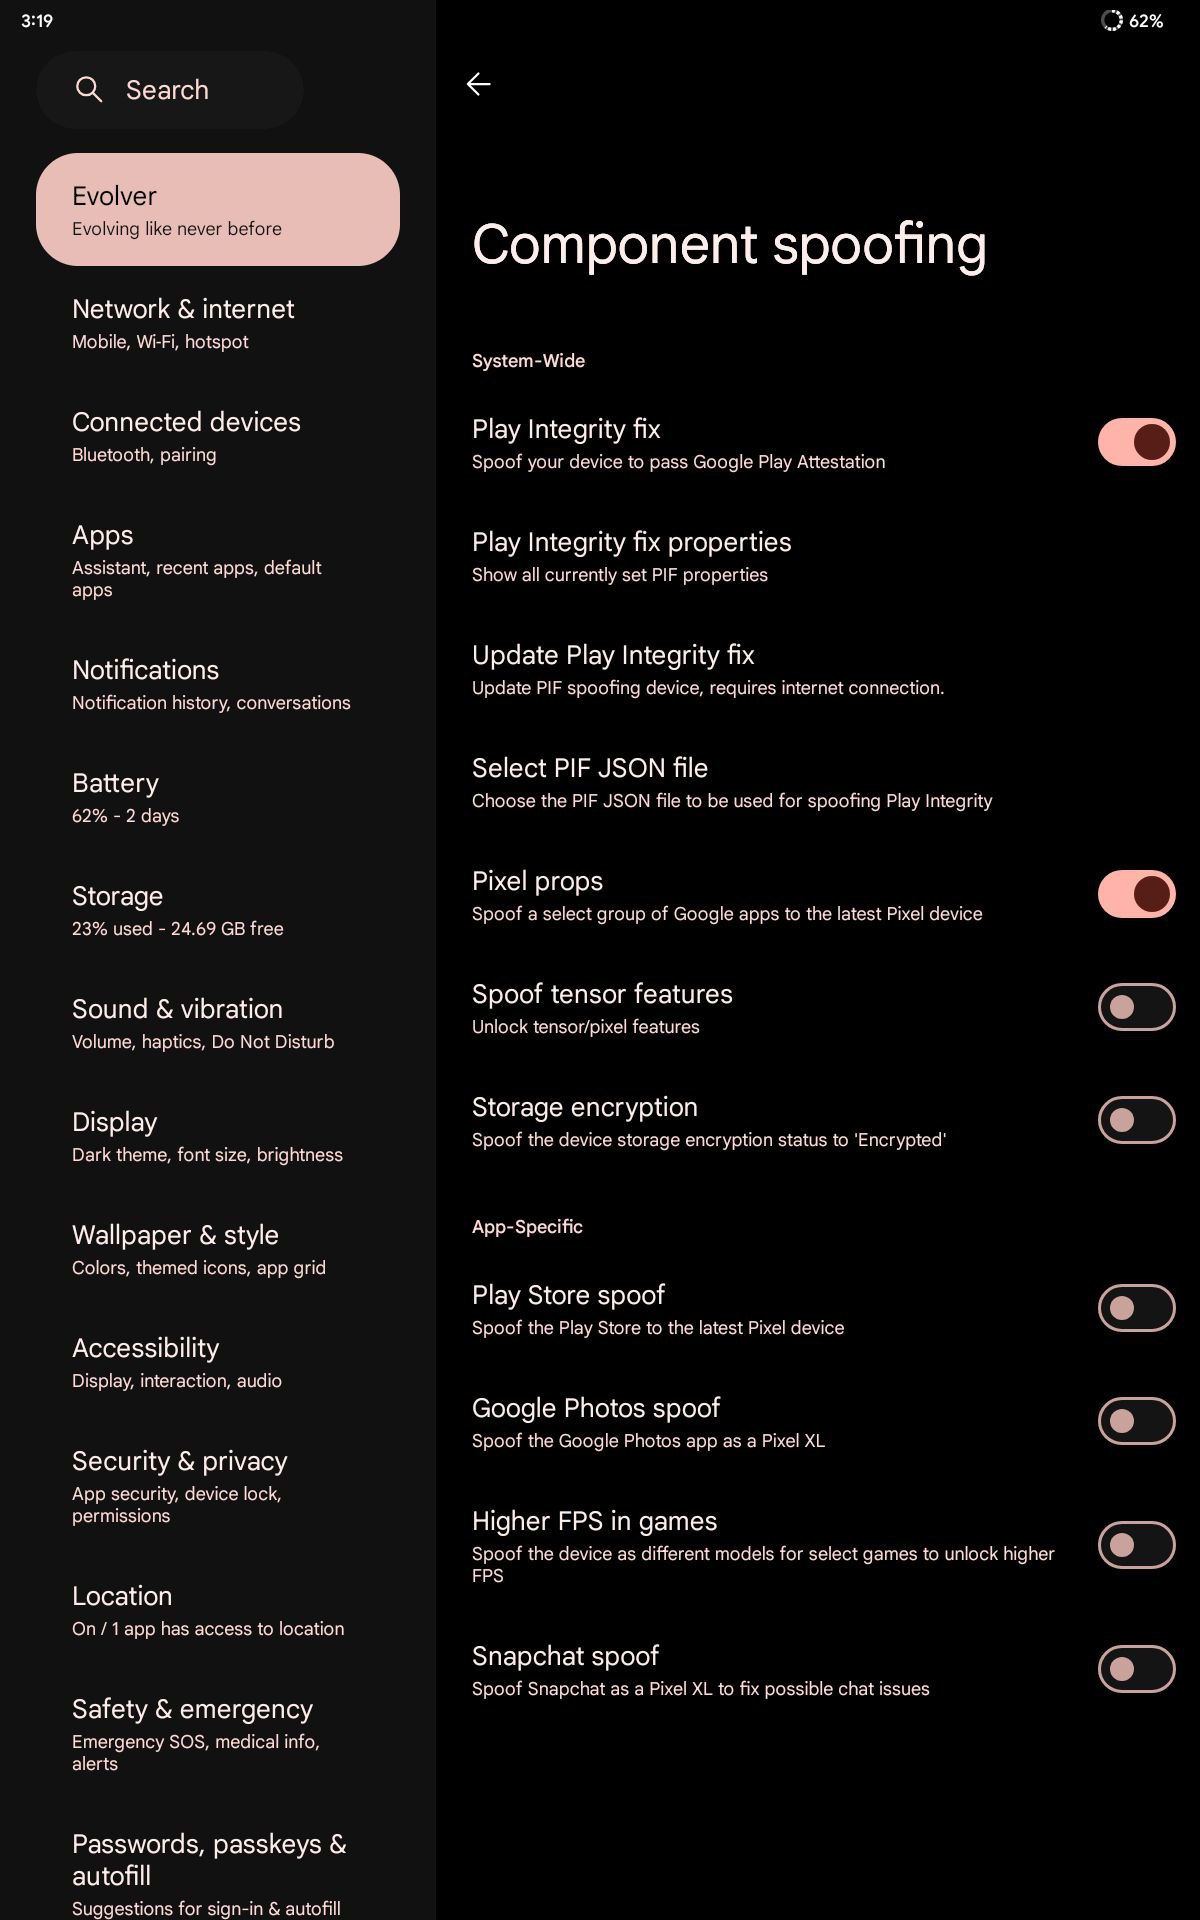 3:19
62%
Search
Evolver
Evolving like never before
Network & internet
Mobile, Wi-Fi, hotspot
Connected devices
Bluetooth, pairing
Apps
Assistant, recent apps, default
apps
Notifications
Notification history, conversations
Battery
62% - 2 days
Storage
23% used - 24.69 GB free
Sound & vibration
Volume, haptics, Do Not Disturb
Display
Dark theme, font size, brightness
Wallpaper & style
Colors, themed icons, app grid
Accessibility
Display, interaction, audio
Security & privacy
App security, device lock,
permissions
Location
On / 1 app has access to location
Safety & emergency
Emergency SOS, medical info,
alerts
Passwords, passkeys &
autofill
Suggestions for sign-in & autofill
Component spoofing
System-Wide
Play Integrity fix
Spoof your device to pass Google Play Attestation
Play Integrity fix properties
Show all currently set PIF properties
Update Play Integrity fix
Update PIF spoofing device, requires internet connection.
Select PIF JSON file
Choose the PIF JSON file to be used for spoofing Play Integrity
Pixel props
Spoof a select group of Google apps to the latest Pixel device
Spoof tensor features
Unlock tensor/pixel features
Storage encryption
Spoof the device storage encryption status to 'Encrypted'
App-Specific
Play Store spoof
Spoof the Play Store to the latest Pixel device
Google Photos spoof
Spoof the Google Photos app as a Pixel XL
Higher FPS in games
Spoof the device as different models for select games to unlock higher
FPS
Snapchat spoof
Spoof Snapchat as a Pixel XL to fix possible chat issues